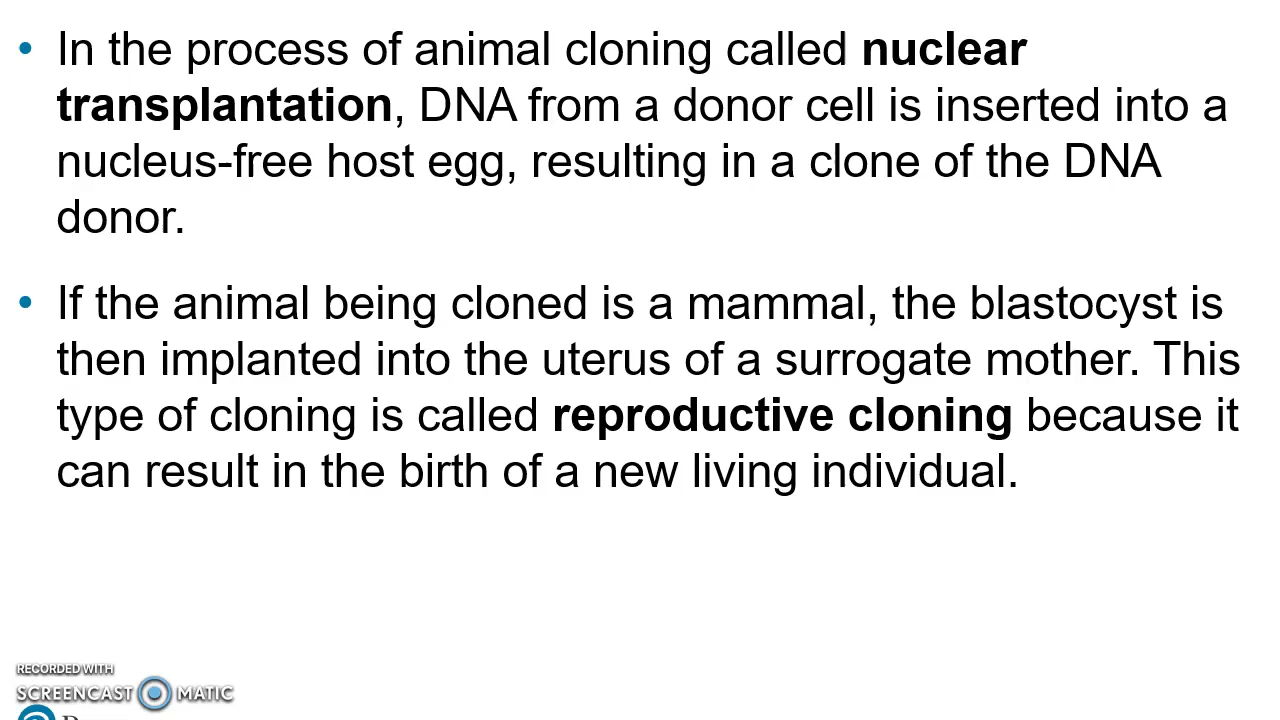 • In the process of animal cloning called nuclear
transplantation, DNA from a donor cell is inserted into a
nucleus-free host egg, resulting in a clone of the DNA
donor.
• If the animal being cloned is a mammal, the blastocyst is
then implanted into the uterus of a surrogate mother. This
type of cloning is called reproductive cloning because it
can result in the birth of a new living individual.
RECORDED WITH
SCREENCAST MATIC